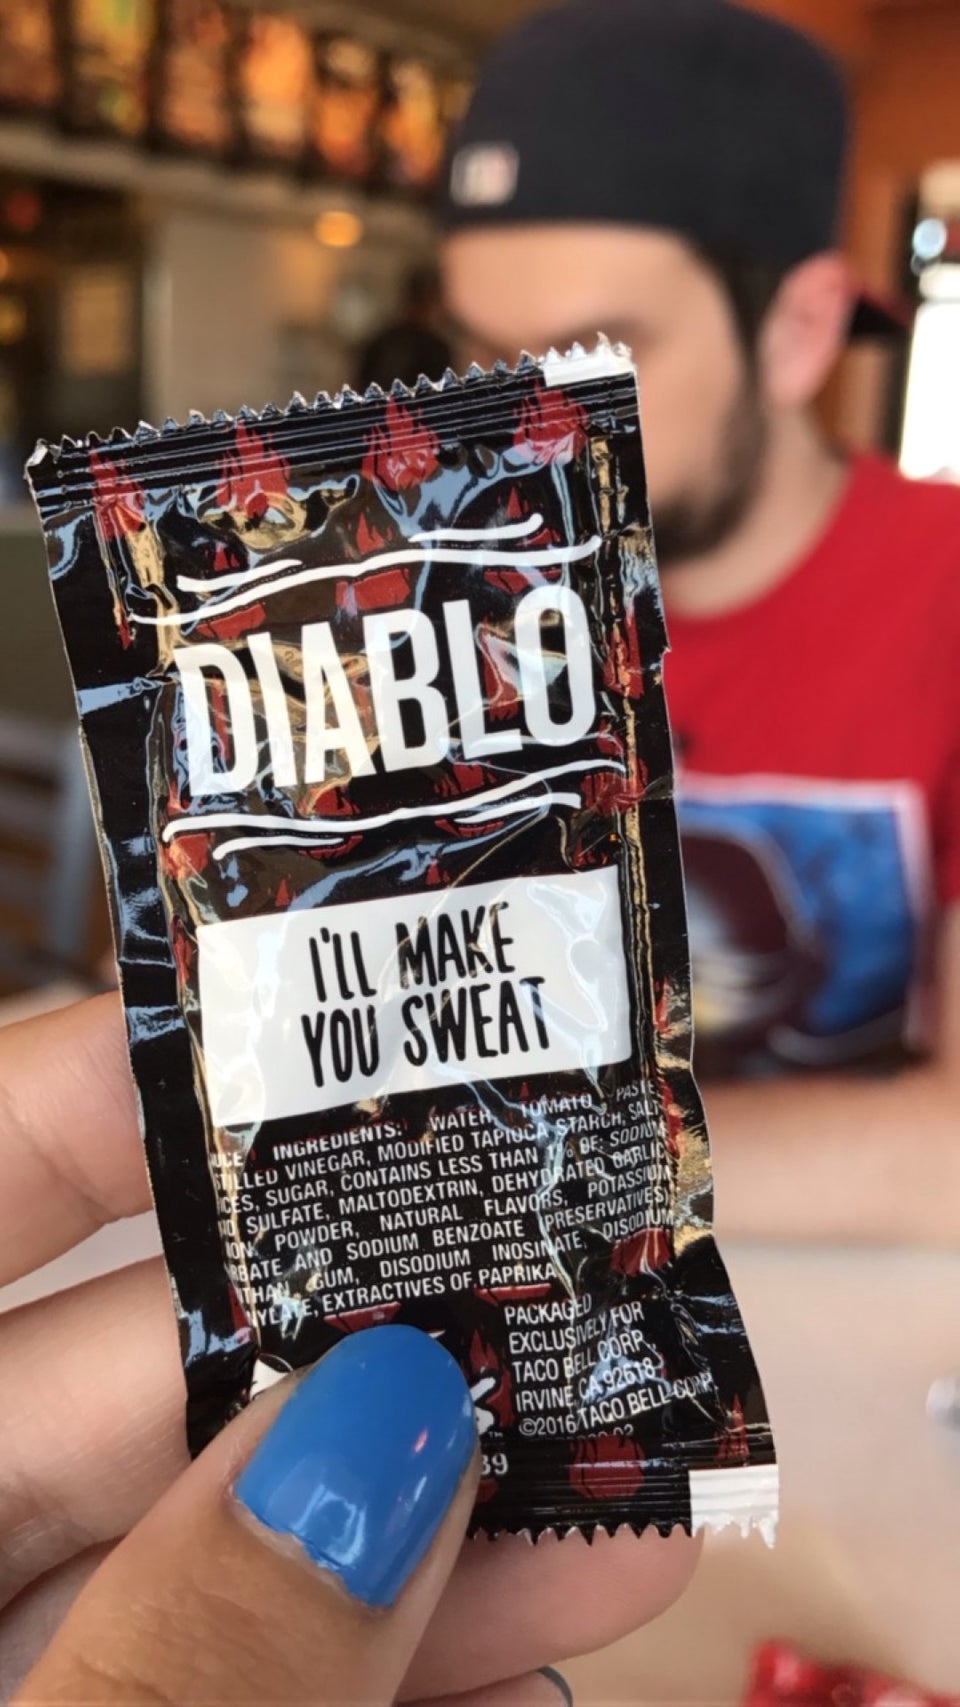 DIABLO
I'LL MAKE
YOU SWEAT
INGREDIENTS: WATER, TOMATO PASTE
VINEGAR, MODIFIED TAPIOCA STARCH, SALT,
SUGAR, CONTAINS LESS THAN OF: SODIUM
SULFATE, MALTODEXTRIN, DEHYDRATED GARLIC
POWDER, NATURAL FLAVORS, POTASSIUM
AND SODIUM BENZOATE PRESERVATIVES)
GUM, DISODIUM INOSINATE, DISODIUM
EXTRACTIVES OF PAPRIKA
PACKAGED
EXCLUSIVELY FOR
TACO BELL CORP.
IRVINE, CA 92618
©2016 TACO BELL CORP.
39